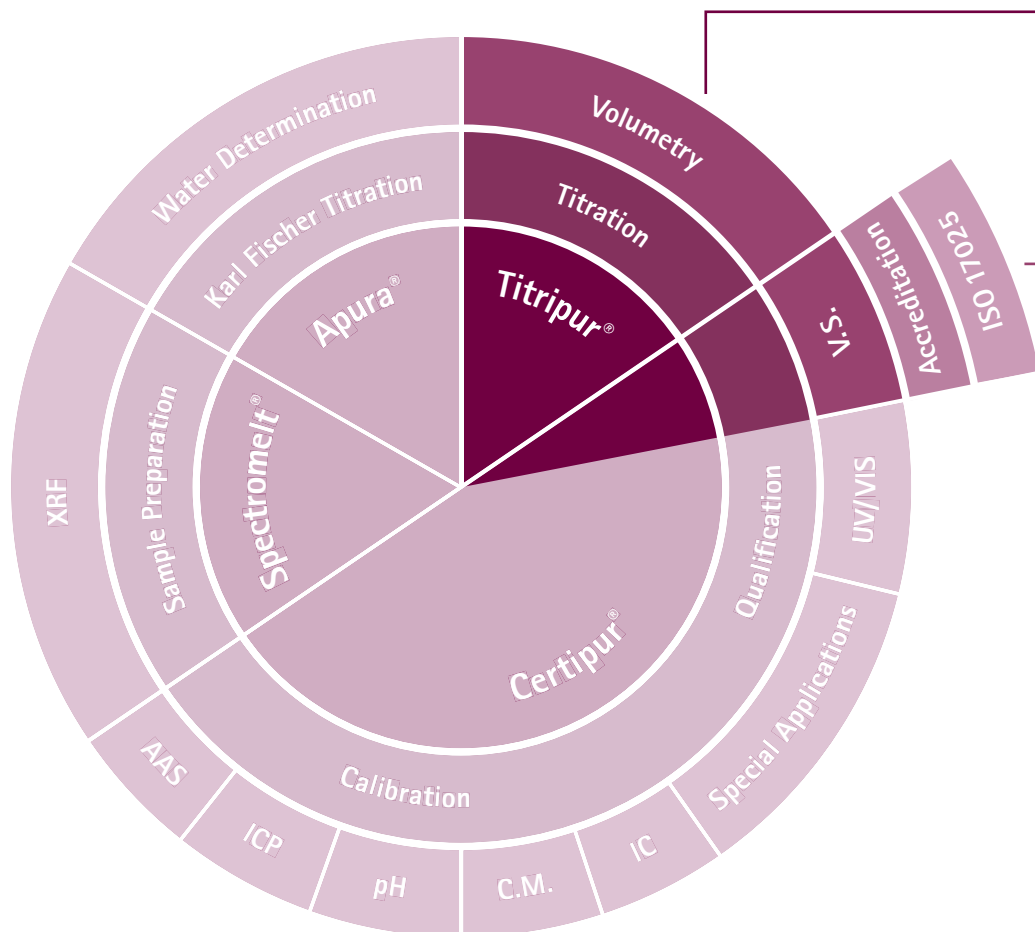 Volumetry
Titration
Titripur®
V.S.
Accreditation
ISO 17025
Water Determination
Karl Fischer Titration
Apura®
XRF
Sample Preparation
Spectromelt®
UV/VIS
Qualification
Special Applications
Certipur®
Calibration
AAS
ICP
pH
C.M.
IC